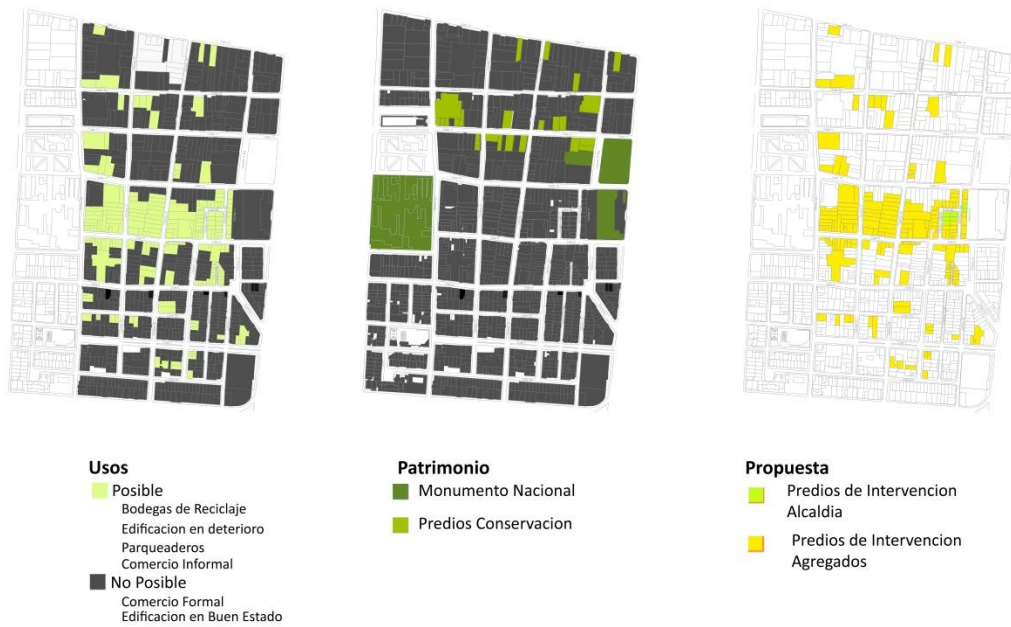 Usos
Posible
Bodegas de Reciclaje
Edificacion en deterioro
Parqueaderos
Comercio Informal
No Posible
Comercio Formal
Edificacion en Buen Estado
Patrimonio
Monumento Nacional
Predios Conservacion
Propuesta
Predios de Intervencion
Alcaldia
Predios de Intervencion
Agregados